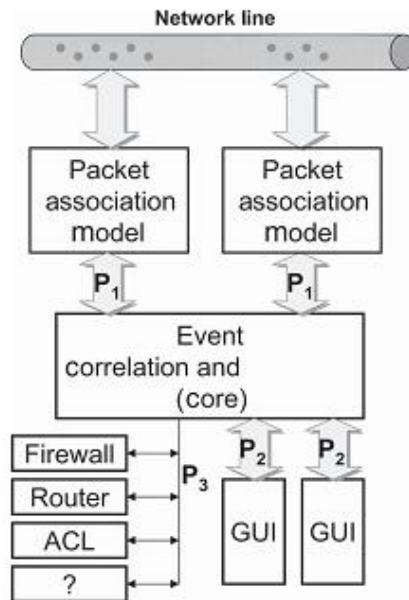 Network line
Packet
association
model
Packet
association
model
P1
P1
Event
correlation and
(core)
Firewall
Router
ACL
?
P3
P2
P2
GUI
GUI